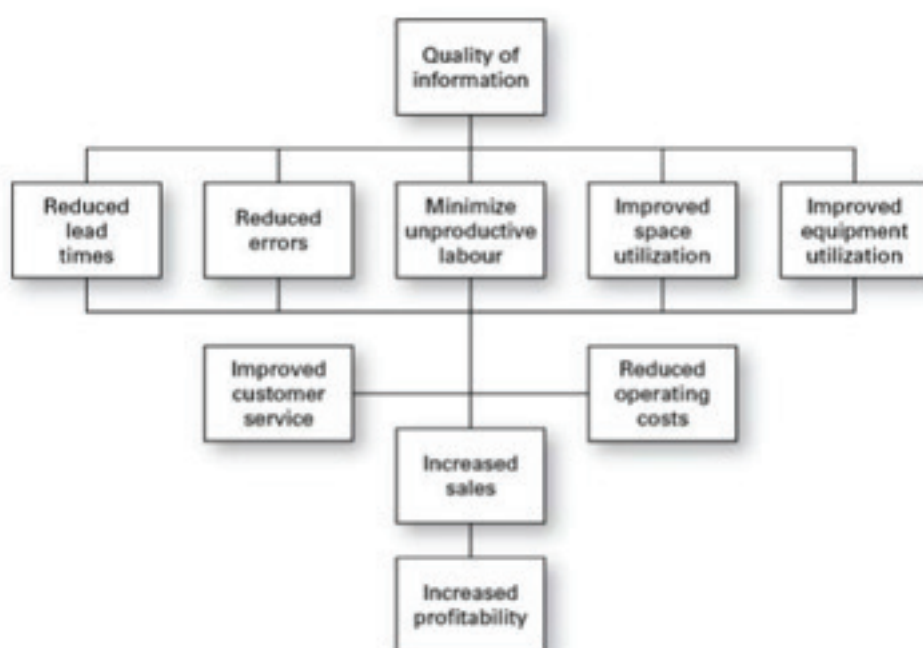 Quality of
information
Reduced
lead
times
Reduced
errors
Minimize
unproductive
labour
Improved
space
utilization
Improved
equipment
utilization
Improved
customer
service
Reduced
operating
costs
Increased
sales
Increased
profitability